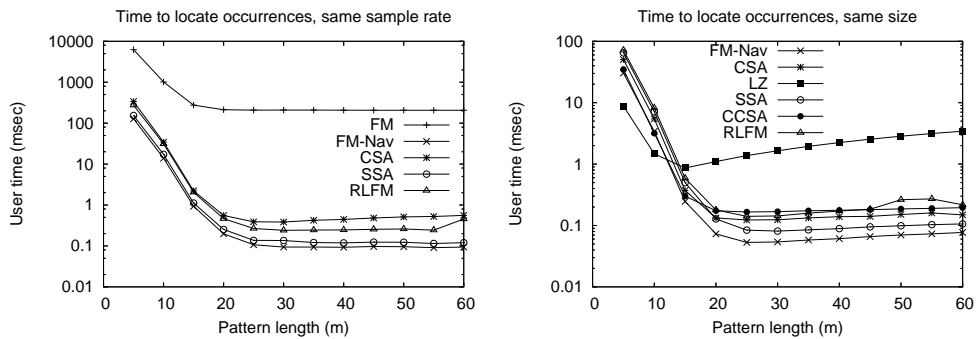 Time to locate occurrences, same sample rate
User time (msec)
10000
1000
100
10
1
0.1
0.01
FM
FM-Nav
CSA
SSA
RLFM
0 10 20 30 40 50 60
Pattern length (m)
Time to locate occurrences, same size
User time (msec)
100
10
1
0.1
0.01
FM-Nav
CSA
LZ
SSA
CCSA
RLFM
0 10 20 30 40 50 60
Pattern length (m)